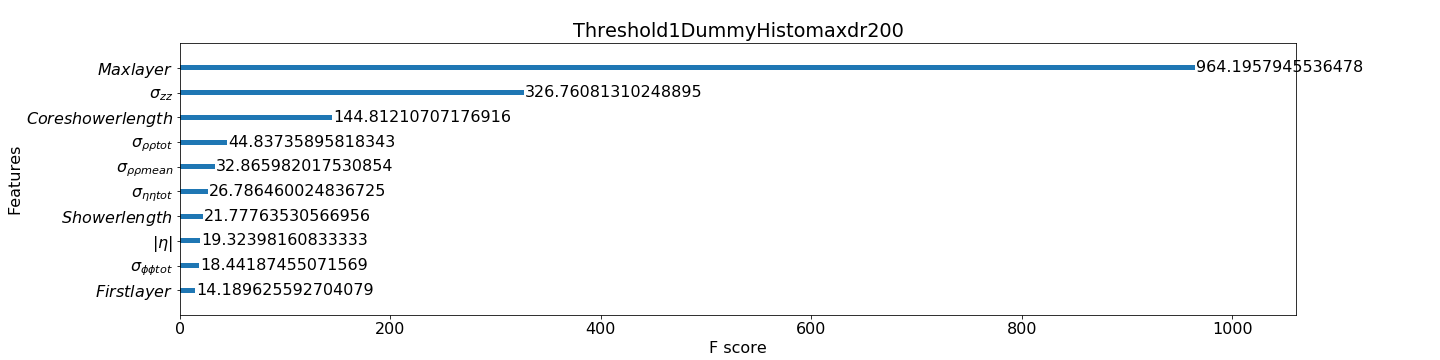 Threshold1DummyHistomaxdr200
Maxlayer 964.1957945536478
σzz 326.76081310248895
Coreshowerlength 144.81210707176916
σρρtot 44.83735895818343
σρρmean 32.865982017530854
σηηtot 26.786460024836725
Showerlength 21.77763530566956
|η| 19.32398160833333
σϕϕtot 18.44187455071569
Firstlayer 14.189625592704079
Features
0 200 400 600 800 1000
F score